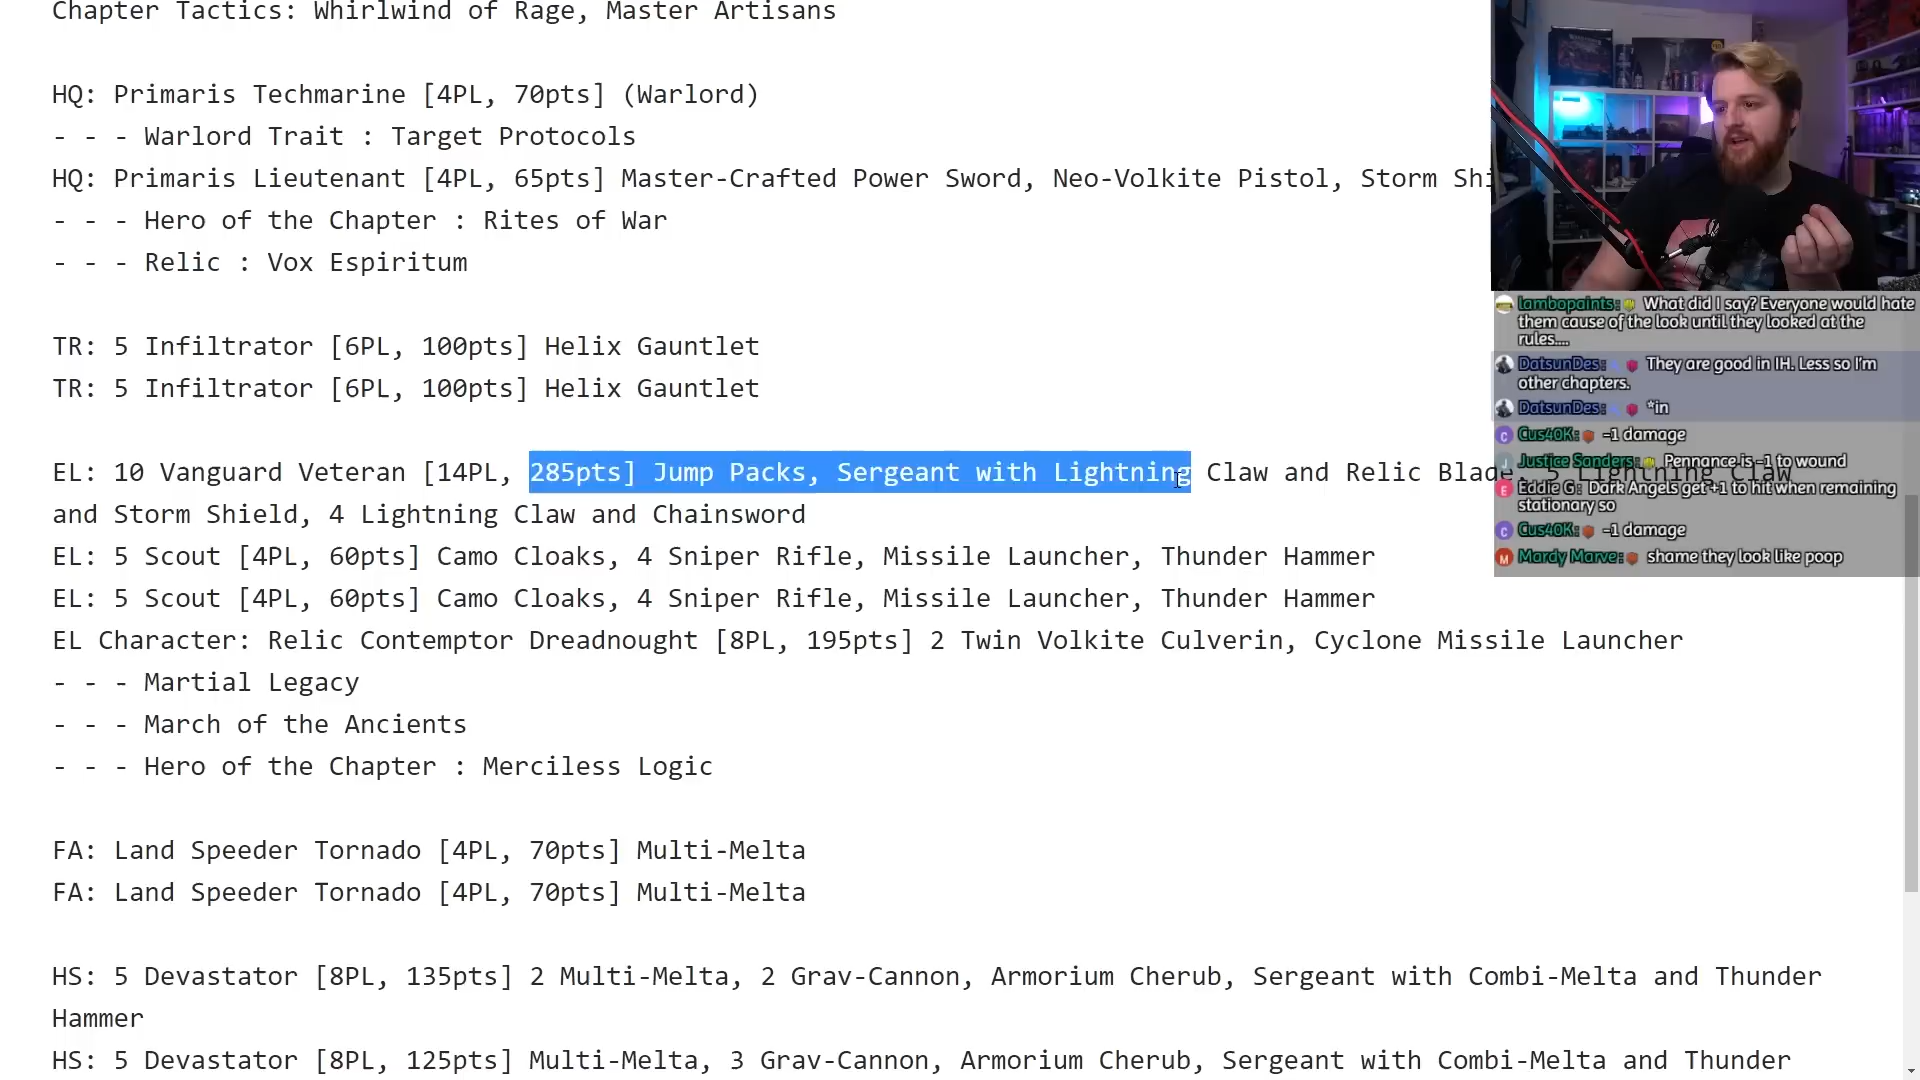 Chapter Tactics: Whirlwind of Rage, Master Artisans
HQ: Primaris Techmarine [4PL, 70pts] (Warlord)
- - - Warlord Trait : Target Protocols
HQ: Primaris Lieutenant [4PL, 65pts] Master-Crafted Power Sword, Neo-Volkite Pistol, Storm Shi
- - - Hero of the Chapter : Rites of War
- - - Relic : Vox Espiritum
TR: 5 Infiltrator [6PL, 100pts] Helix Gauntlet
TR: 5 Infiltrator [6PL, 100pts] Helix Gauntlet
EL: 10 Vanguard Veteran [14PL, 285pts] Jump Packs, Sergeant with Lightning Claw and Relic Blade, 5 Lightning Claw
and Storm Shield, 4 Lightning Claw and Chainsword
EL: 5 Scout [4PL, 60pts] Camo Cloaks, 4 Sniper Rifle, Missile Launcher, Thunder Hammer
EL: 5 Scout [4PL, 60pts] Camo Cloaks, 4 Sniper Rifle, Missile Launcher, Thunder Hammer
EL Character: Relic Contemptor Dreadnought [8PL, 195pts] 2 Twin Volkite Culverin, Cyclone Missile Launcher
- - - Martial Legacy
- - - March of the Ancients
- - - Hero of the Chapter : Merciless Logic
FA: Land Speeder Tornado [4PL, 70pts] Multi-Melta
FA: Land Speeder Tornado [4PL, 70pts] Multi-Melta
HS: 5 Devastator [8PL, 135pts] 2 Multi-Melta, 2 Grav-Cannon, Armorium Cherub, Sergeant with Combi-Melta and Thunder
Hammer
HS: 5 Devastator [8PL, 125pts] Multi-Melta, 3 Grav-Cannon, Armorium Cherub, Sergeant with Combi-Melta and Thunder
lambopaints: What did I say? Everyone would hate
them cause of the look until they looked at the
rules....
DatsunDes: They are good in IH. Less so I'm
other chapters.
DatsunDes: *in
Cus40K: -1 damage
Justice Sanders: Pennance is -1 to wound
Eddie G: Dark Angels get +1 to hit when remaining
stationary so
Cus40K: -1 damage
Mardy Marve: shame they look like poop